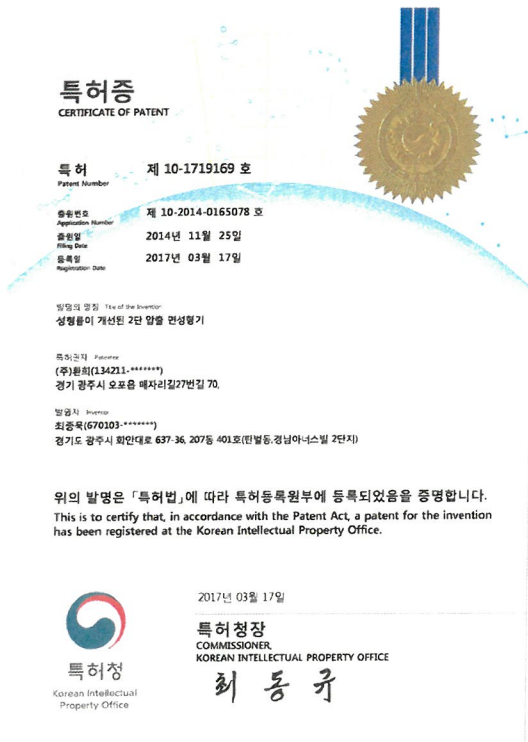 특허증
CERTIFICATE OF PATENT
특허 제 10-1719169 호
Patent Number
출원번호 제 10-2014-0165078 호
Application Number
출원일 2014년 11월 25일
Filing Date
등록일 2017년 03월 17일
Registration Date
발명의 명칭 Title of the Invention
성형률이 개선된 2단 압출 면성형기
특허권자 Patentee
(주)환희(134211-*******)
경기 광주시 오포읍 매자리길27번길 70,
발명자 Inventor
최종묵(670103-*******)
경기도 광주시 회안대로 637-36, 207동 401호(탄벌동,경남아너스빌 2단지)
위의 발명은 「특허법」에 따라 특허등록원부에 등록되었음을 증명합니다.
This is to certify that, in accordance with the Patent Act, a patent for the invention
has been registered at the Korean Intellectual Property Office.
2017년 03월 17일
특허청장
COMMISSIONER,
KOREAN INTELLECTUAL PROPERTY OFFICE
최동규
특허청
Korean Intellectual
Property Office